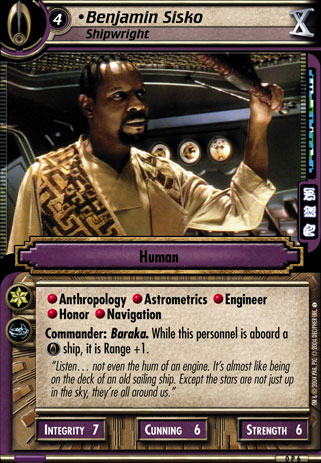 4
• Benjamin Sisko
Shipwright
Human
Anthropology Astrometrics Engineer
Honor Navigation
Commander: Baraka. While this personnel is aboard a
ship, it is Range +1.
"Listen... not even the hum of an engine. It's almost like being
on the deck of an old sailing ship. Except the stars are not just up
in the sky, they're all around us."
INTEGRITY 7 CUNNING 6 STRENGTH 6